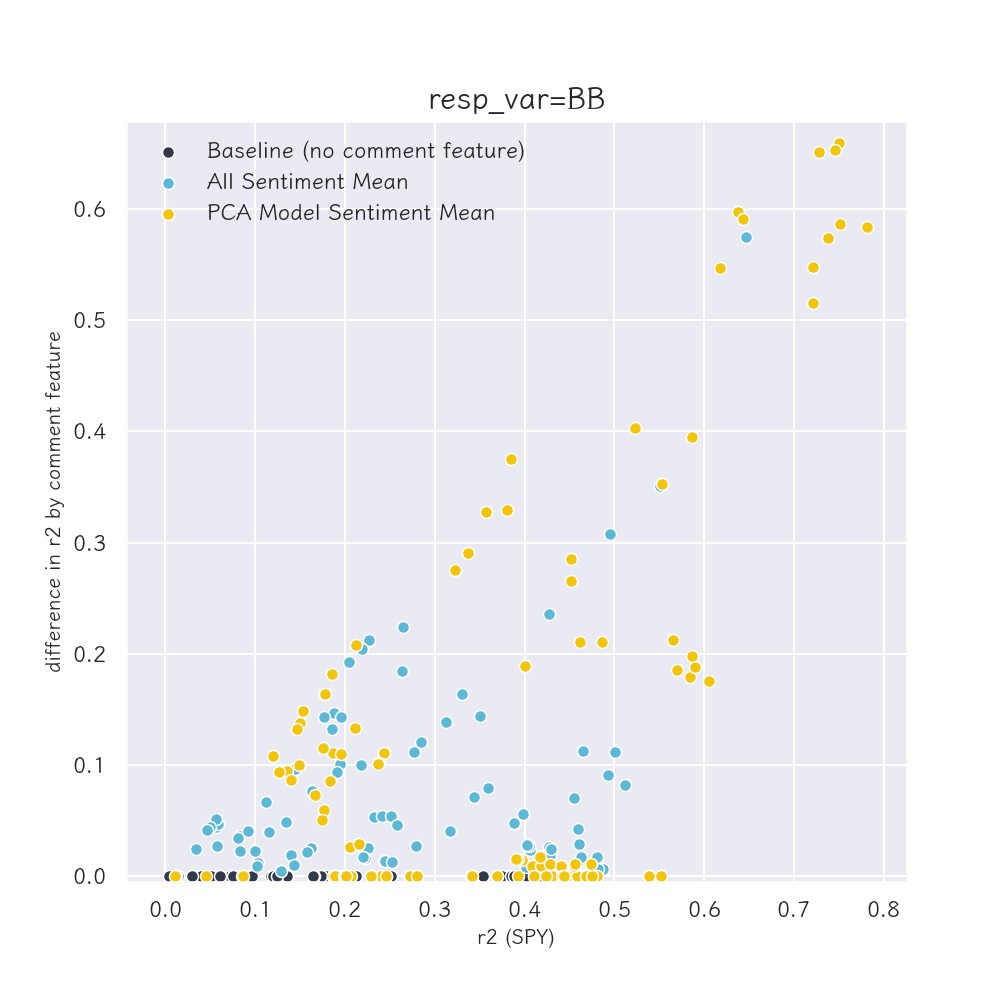 resp_var=BB
Baseline (no comment feature)
All Sentiment Mean
PCA Model Sentiment Mean
difference in r2 by comment feature
0.6
0.5
0.4
0.3
0.2
0.1
0.0
0.0 0.1 0.2 0.3 0.4 0.5 0.6 0.7 0.8
r2 (SPY)